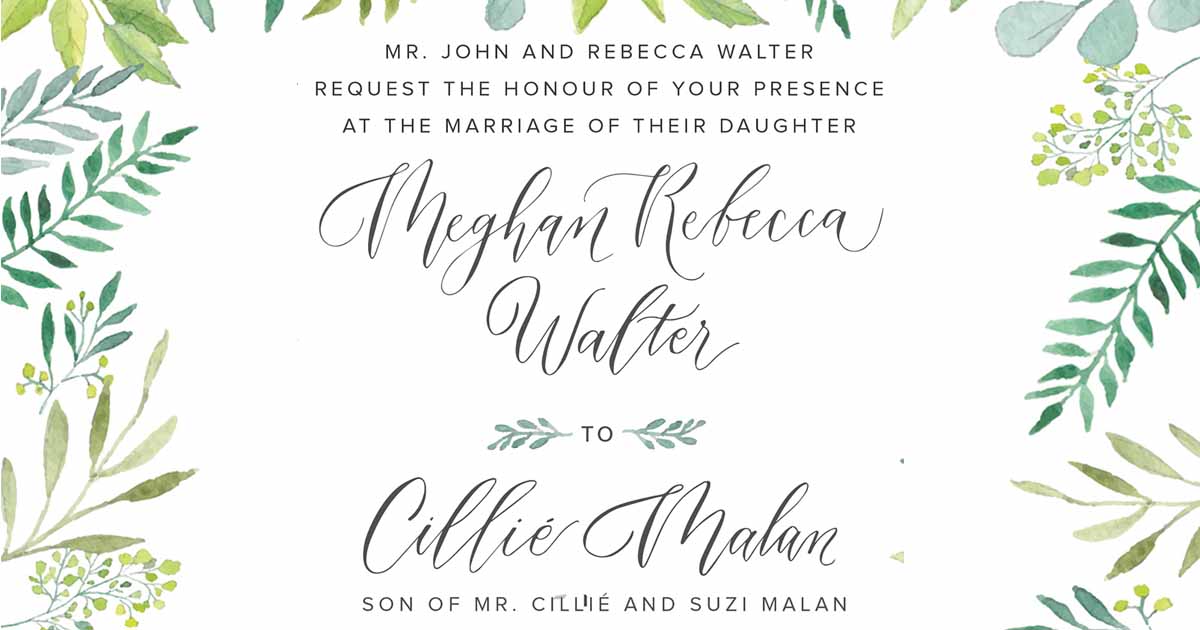 MR. JOHN AND REBECCA WALTER
REQUEST THE HONOUR OF YOUR PRESENCE
AT THE MARRIAGE OF THEIR DAUGHTER
Meghan Rebecca
Walter
TO
Cillié Malan
SON OF MR. CILLIÉ AND SUZI MALAN